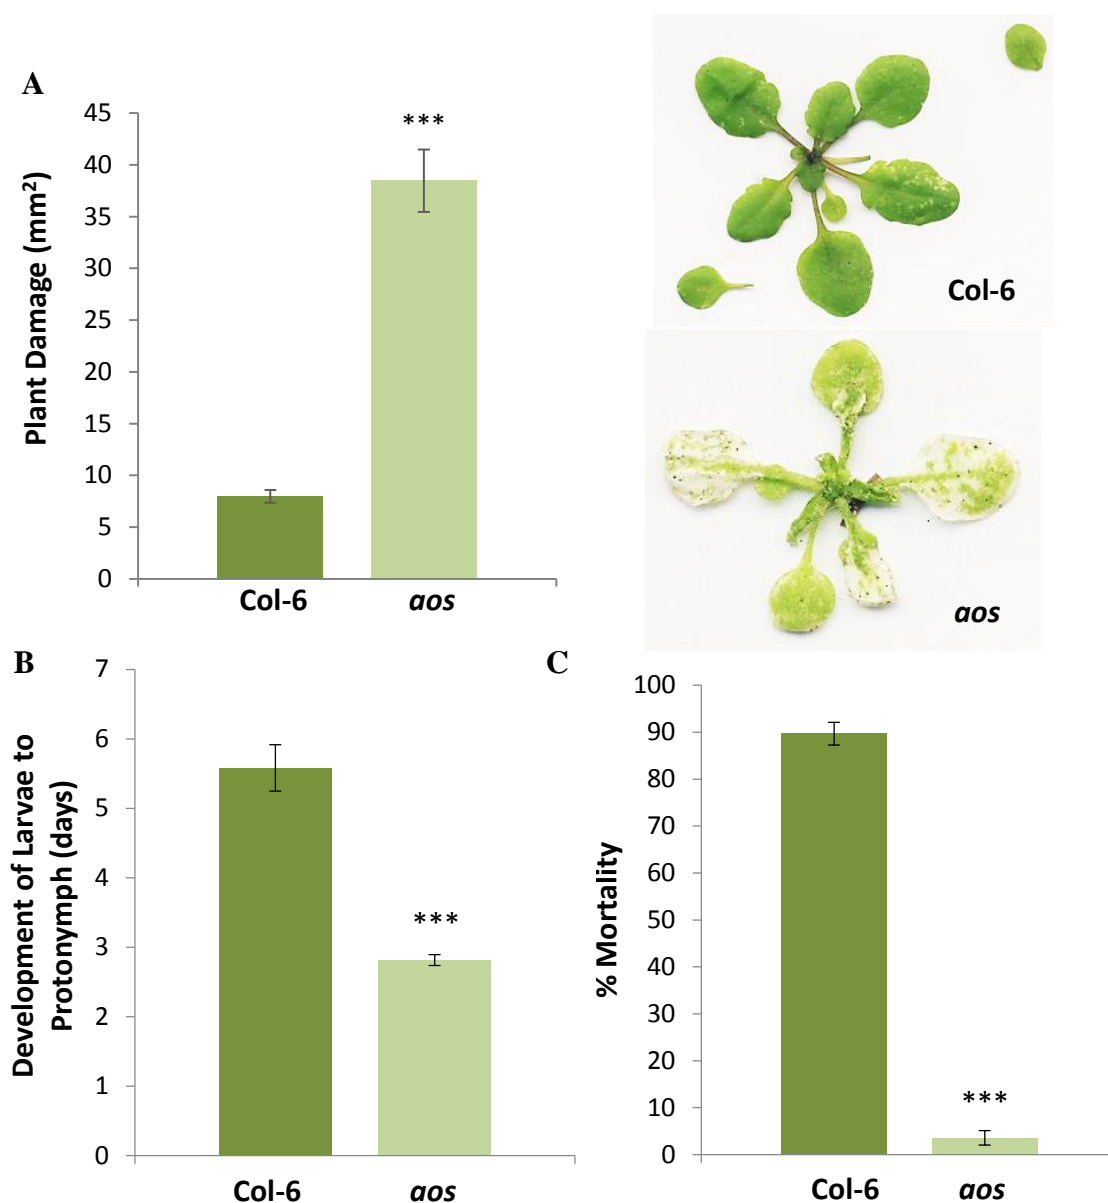 A
Plant Damage (mm²)
45
40
35
30
25
20
15
10
5
0
***
Col-6
aos
Col-6
aos
B
Development of Larvae to
Protonymph (days)
7
6
5
4
3
2
1
0
***
Col-6
aos
C
% Mortality
100
90
80
70
60
50
40
30
20
10
0
***
Col-6
aos